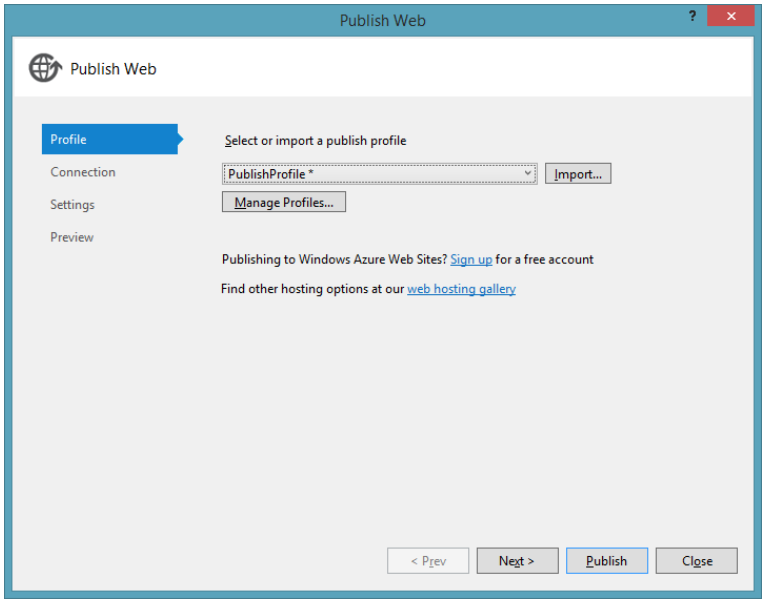 Publish Web
?
Publish Web
Profile
Connection
Settings
Preview
Select or import a publish profile
PublishProfile *
Import...
Manage Profiles...
Publishing to Windows Azure Web Sites? Sign up for a free account
Find other hosting options at our web hosting gallery
< Prev
Next >
Publish
Close